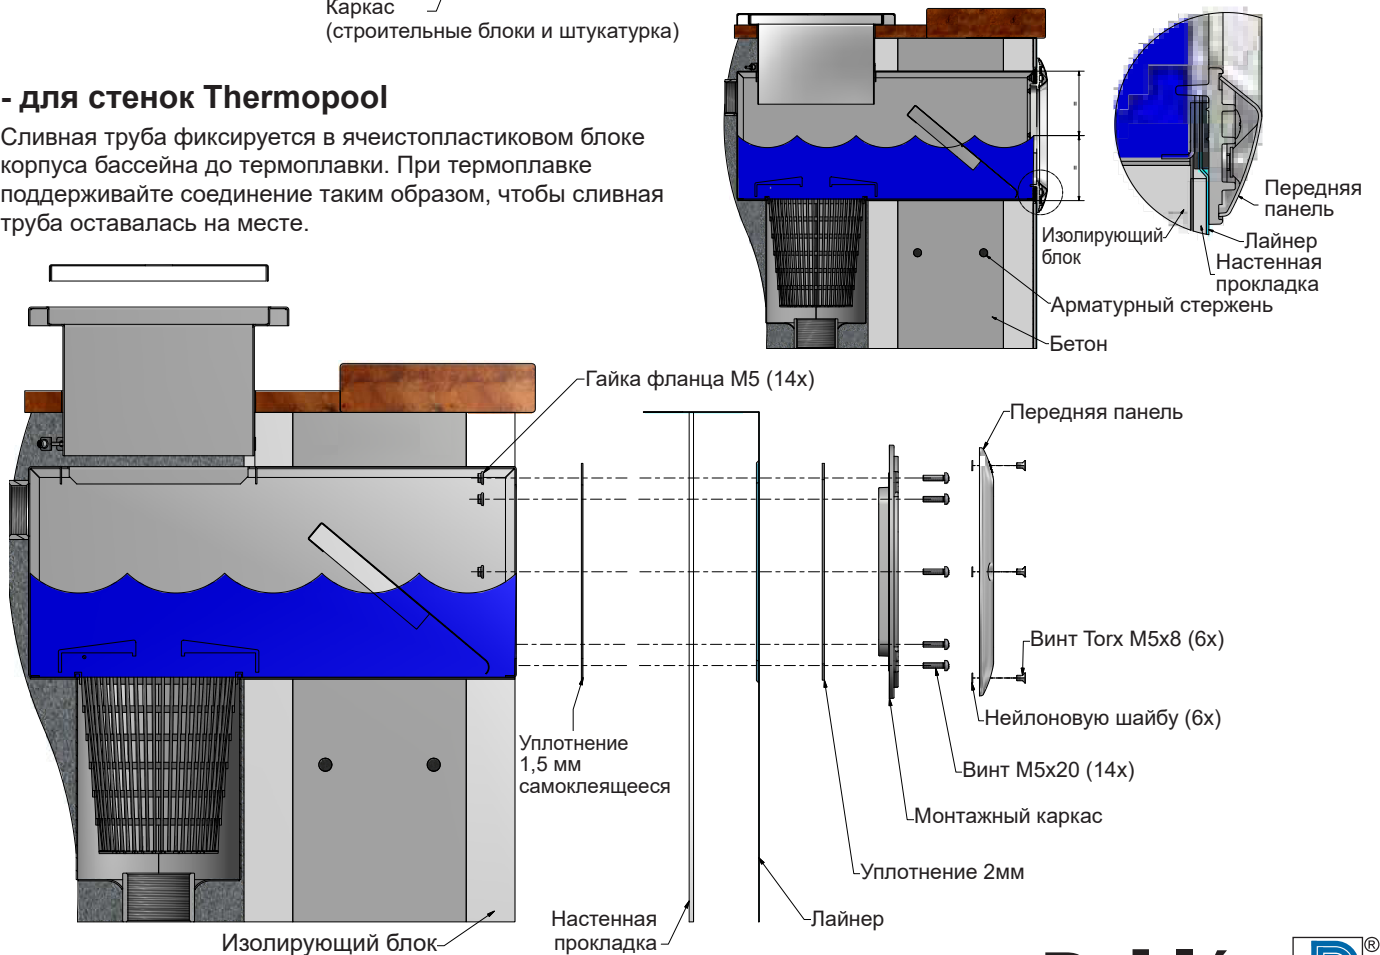 Каркас
(строительные блоки и штукатурка)
- для стенок Thermopool
Сливная труба фиксируется в ячеистопластиковом блоке
корпуса бассейна до термоплавки. При термоплавке
поддерживайте соединение таким образом, чтобы сливная
труба оставалась на месте.
Передняя
панель
Изолирующий
блок
Лайнер
Настенная
прокладка
Арматурный стержень
Бетон
Гайка фланца М5 (14x)
Передняя панель
Винт Torx M5x8 (6x)
Нейлоновую шайбу (6x)
Уплотнение
1,5 мм
самоклеящееся
Винт M5x20 (14x)
Монтажный каркас
Уплотнение 2мм
Настенная
прокладка
Лайнер
Изолирующий блок
®